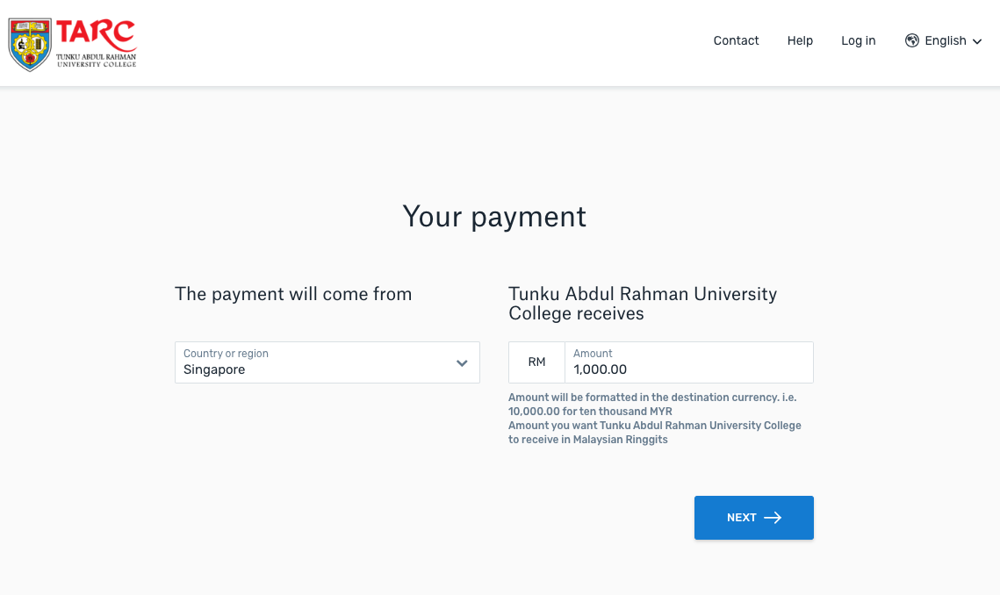 TARC
TUNKU ABDUL RAHMAN
UNIVERSITY COLLEGE
Contact
Help
Log in
English
Your payment
The payment will come from
Country or region
Singapore
Tunku Abdul Rahman University
College receives
RM
Amount
1,000.00
Amount will be formatted in the destination currency. i.e.
10,000.00 for ten thousand MYR
Amount you want Tunku Abdul Rahman University College
to receive in Malaysian Ringgits
NEXT